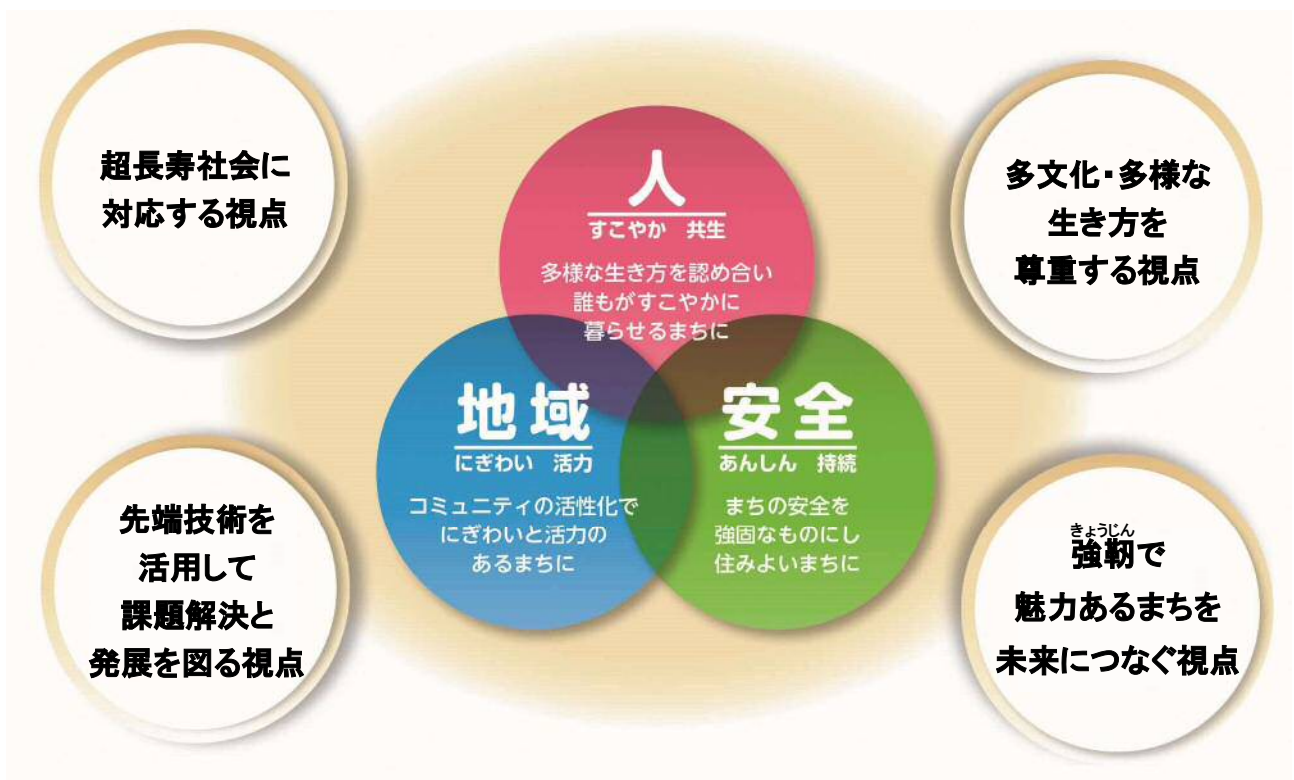 超長寿社会に
対応する視点
人
すこやか 共生
多様な生き方を認め合い
誰もがすこやかに
暮らせるまちに
多文化・多様な
生き方を
尊重する視点
地域
にぎわい 活力
コミュニティの活性化で
にぎわいと活力の
あるまちに
安全
あんしん 持続
まちの安全を
強固なものにし
住みよいまちに
先端技術を
活用して
課題解決と
発展を図る視点
きょうじん
強靭で
魅力あるまちを
未来につなぐ視点